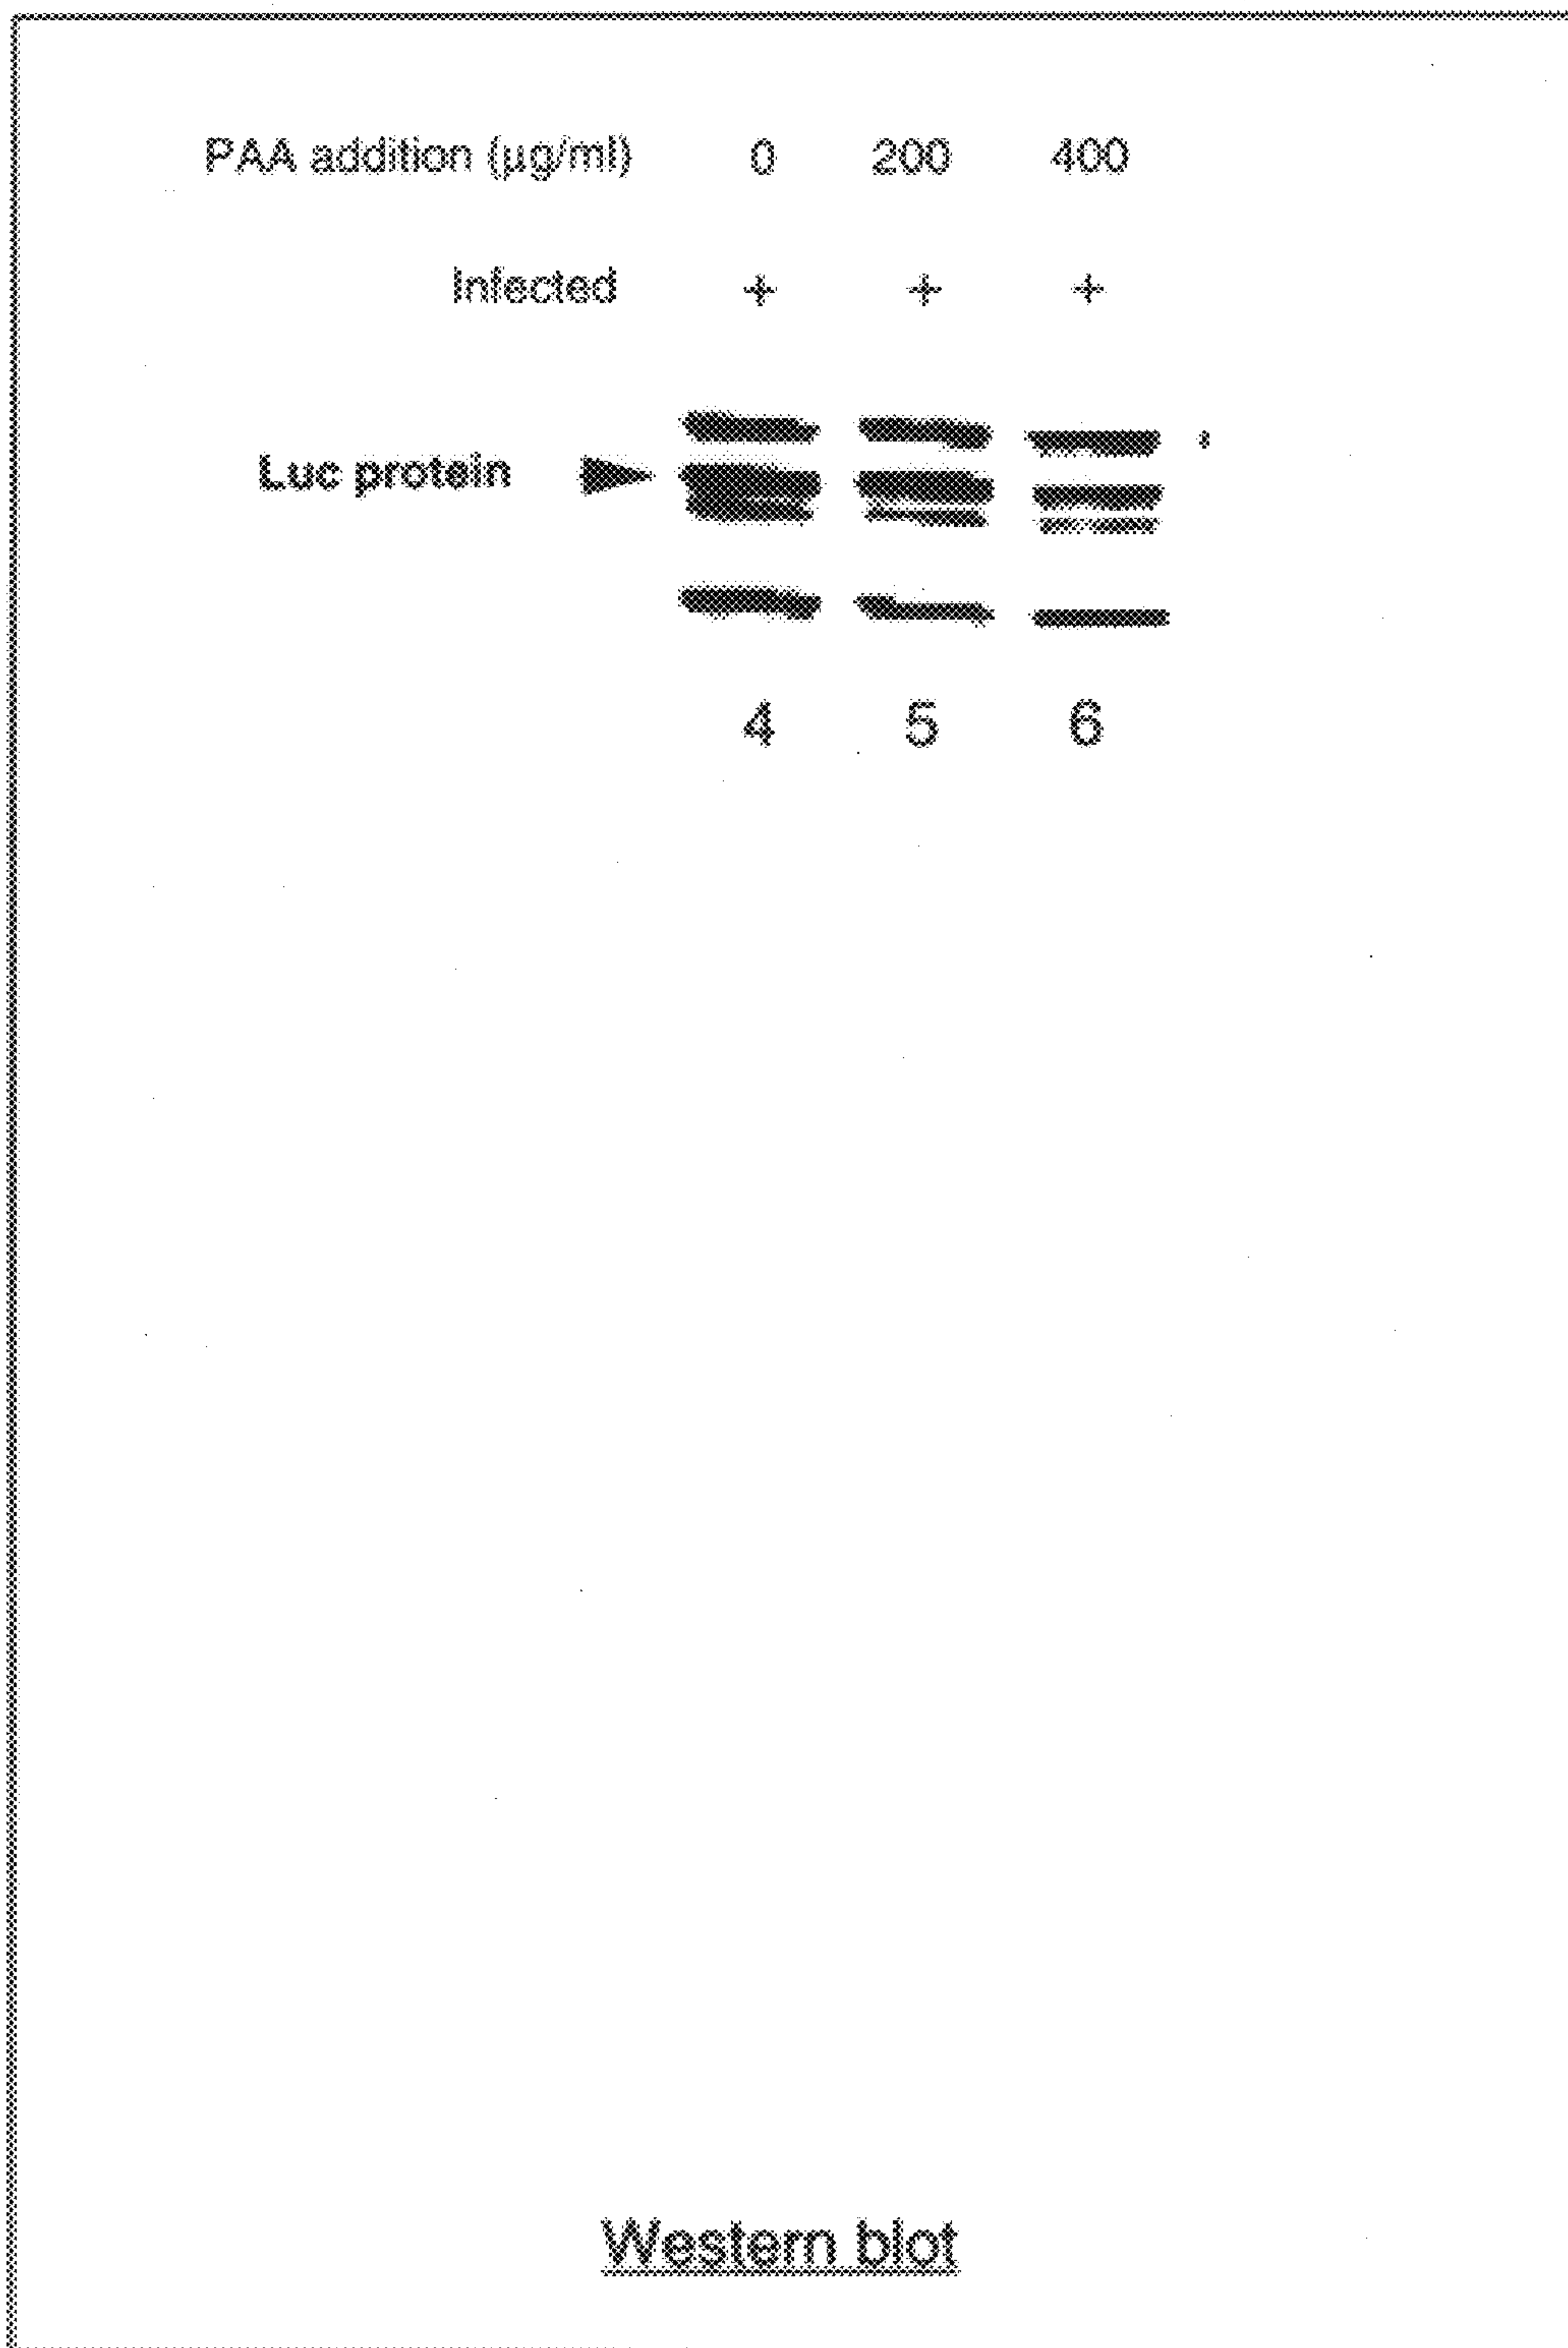 PAA addition (µg/ml) 0 200 400
Infected + + +
Luc protein
4 5 6
Western blot